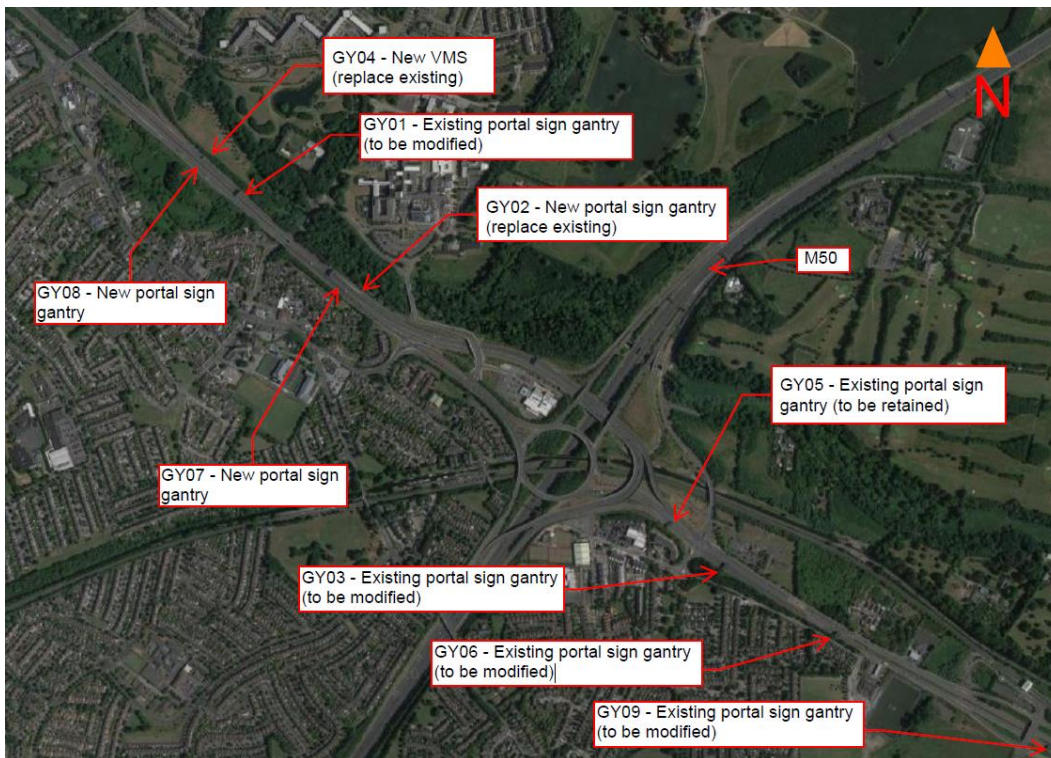 GY04 - New VMS
(replace existing)
GY01 - Existing portal sign gantry
(to be modified)
GY02 - New portal sign gantry
(replace existing)
N
M50
GY08 - New portal sign
gantry
GY05 - Existing portal sign
gantry (to be retained)
GY07 - New portal sign
gantry
GY03 - Existing portal sign gantry
(to be modified)
GY06 - Existing portal sign gantry
(to be modified)
GY09 - Existing portal sign gantry
(to be modified)